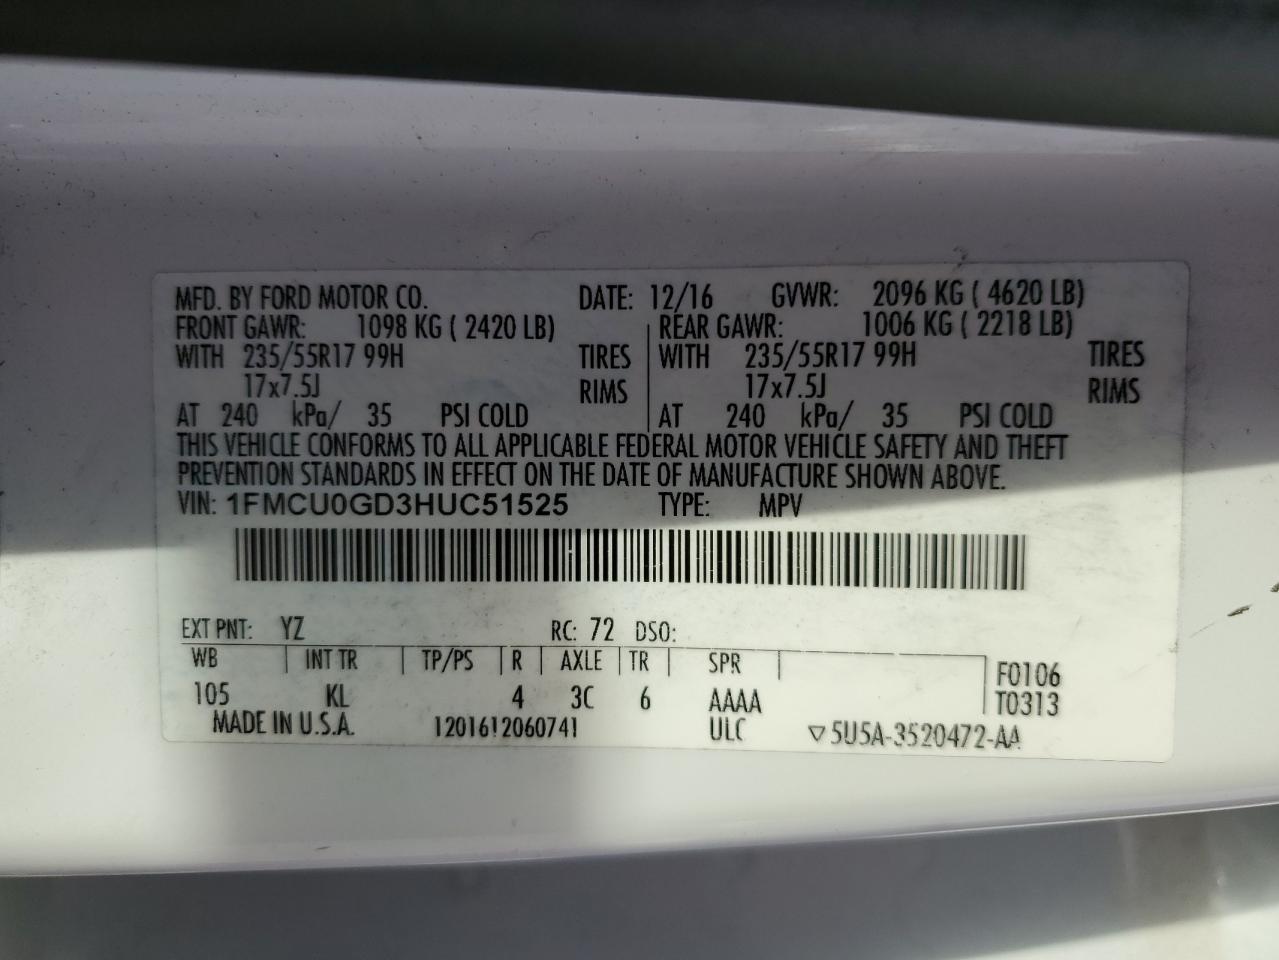 MFD. BY FORD MOTOR CO. DATE: 12/16 GVWR: 2096 KG ( 4620 LB)
FRONT GAWR: 1098 KG ( 2420 LB) REAR GAWR: 1006 KG ( 2218 LB)
WITH 235/55R17 99H TIRES WITH 235/55R17 99H TIRES
17x7.5J RIMS 17x7.5J RIMS
AT 240 kPa/ 35 PSI COLD AT 240 kPa/ 35 PSI COLD
THIS VEHICLE CONFORMS TO ALL APPLICABLE FEDERAL MOTOR VEHICLE SAFETY AND THEFT
PREVENTION STANDARDS IN EFFECT ON THE DATE OF MANUFACTURE SHOWN ABOVE.
VIN: 1FMCU0GD3HUC51525 TYPE: MPV
EXT PNT: YZ RC: 72 DSO:
WB INT TR TP/PS R AXLE TR SPR F0106
105 KL 4 3C 6 AAAA T0313
MADE IN U.S.A. 1201612060741 ULC ▽5U5A-3520472-AA